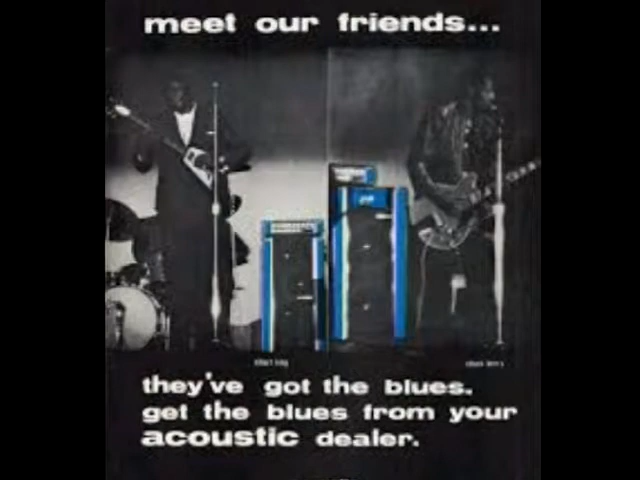 meet our friends...
they've got the blues.
get the blues from your
acoustic dealer.